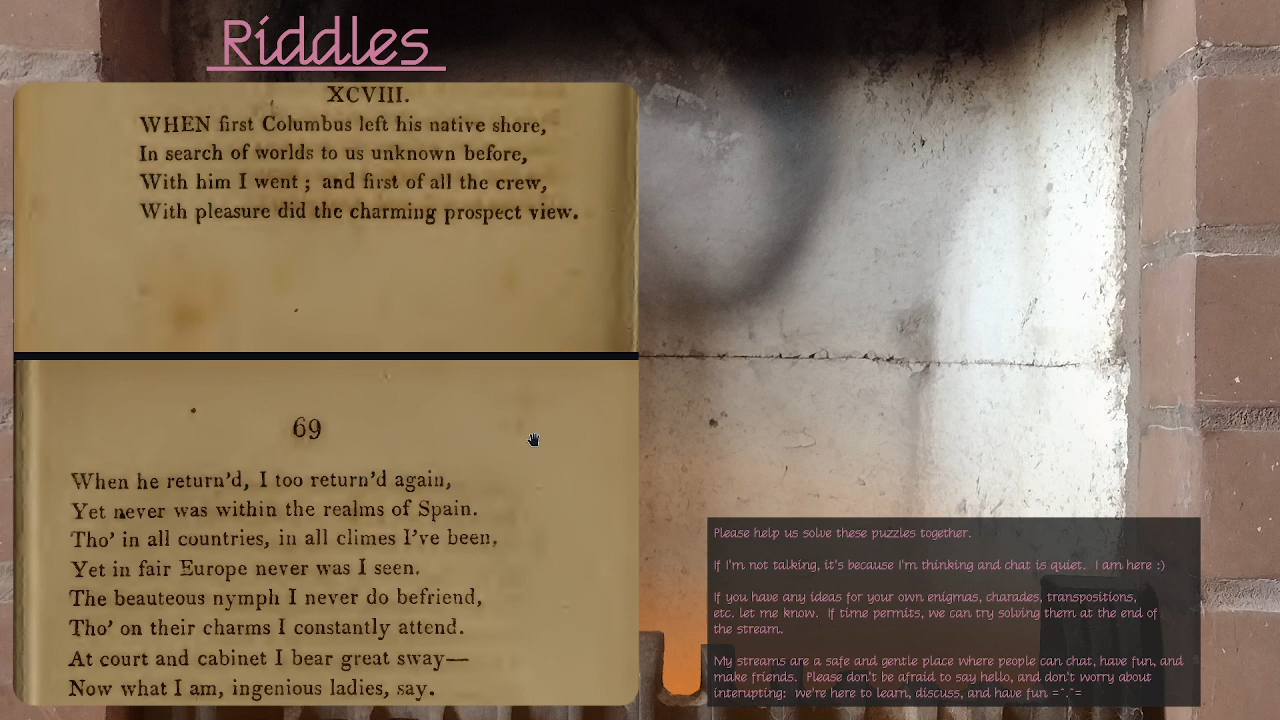 Riddles
XCVIII.
WHEN first Columbus left his native shore,
In search of worlds to us unknown before,
With him I went ; and first of all the crew,
With pleasure did the charming prospect view.
69
When he return'd, I too return'd again,
Yet never was within the realms of Spain.
Tho' in all countries, in all climes I've been,
Yet in fair Europe never was I seen.
The beauteous nymph I never do befriend,
Tho' on their charms I constantly attend.
At court and cabinet I bear great sway—
Now what I am, ingenious ladies, say.
Please help us solve these puzzles together.
If I'm not talking, it's because I'm thinking and chat is quiet. I am here :)
If you have any ideas for your own enigmas, charades, transpositions,
etc. let me know. If time permits, we can try solving them at the end of
the stream.
My streams are a safe and gentle place where people can chat, have fun, and
make friends. Please don't be afraid to say hello, and don't worry about
interupting: we're here to learn, discuss, and have fun =^.^=